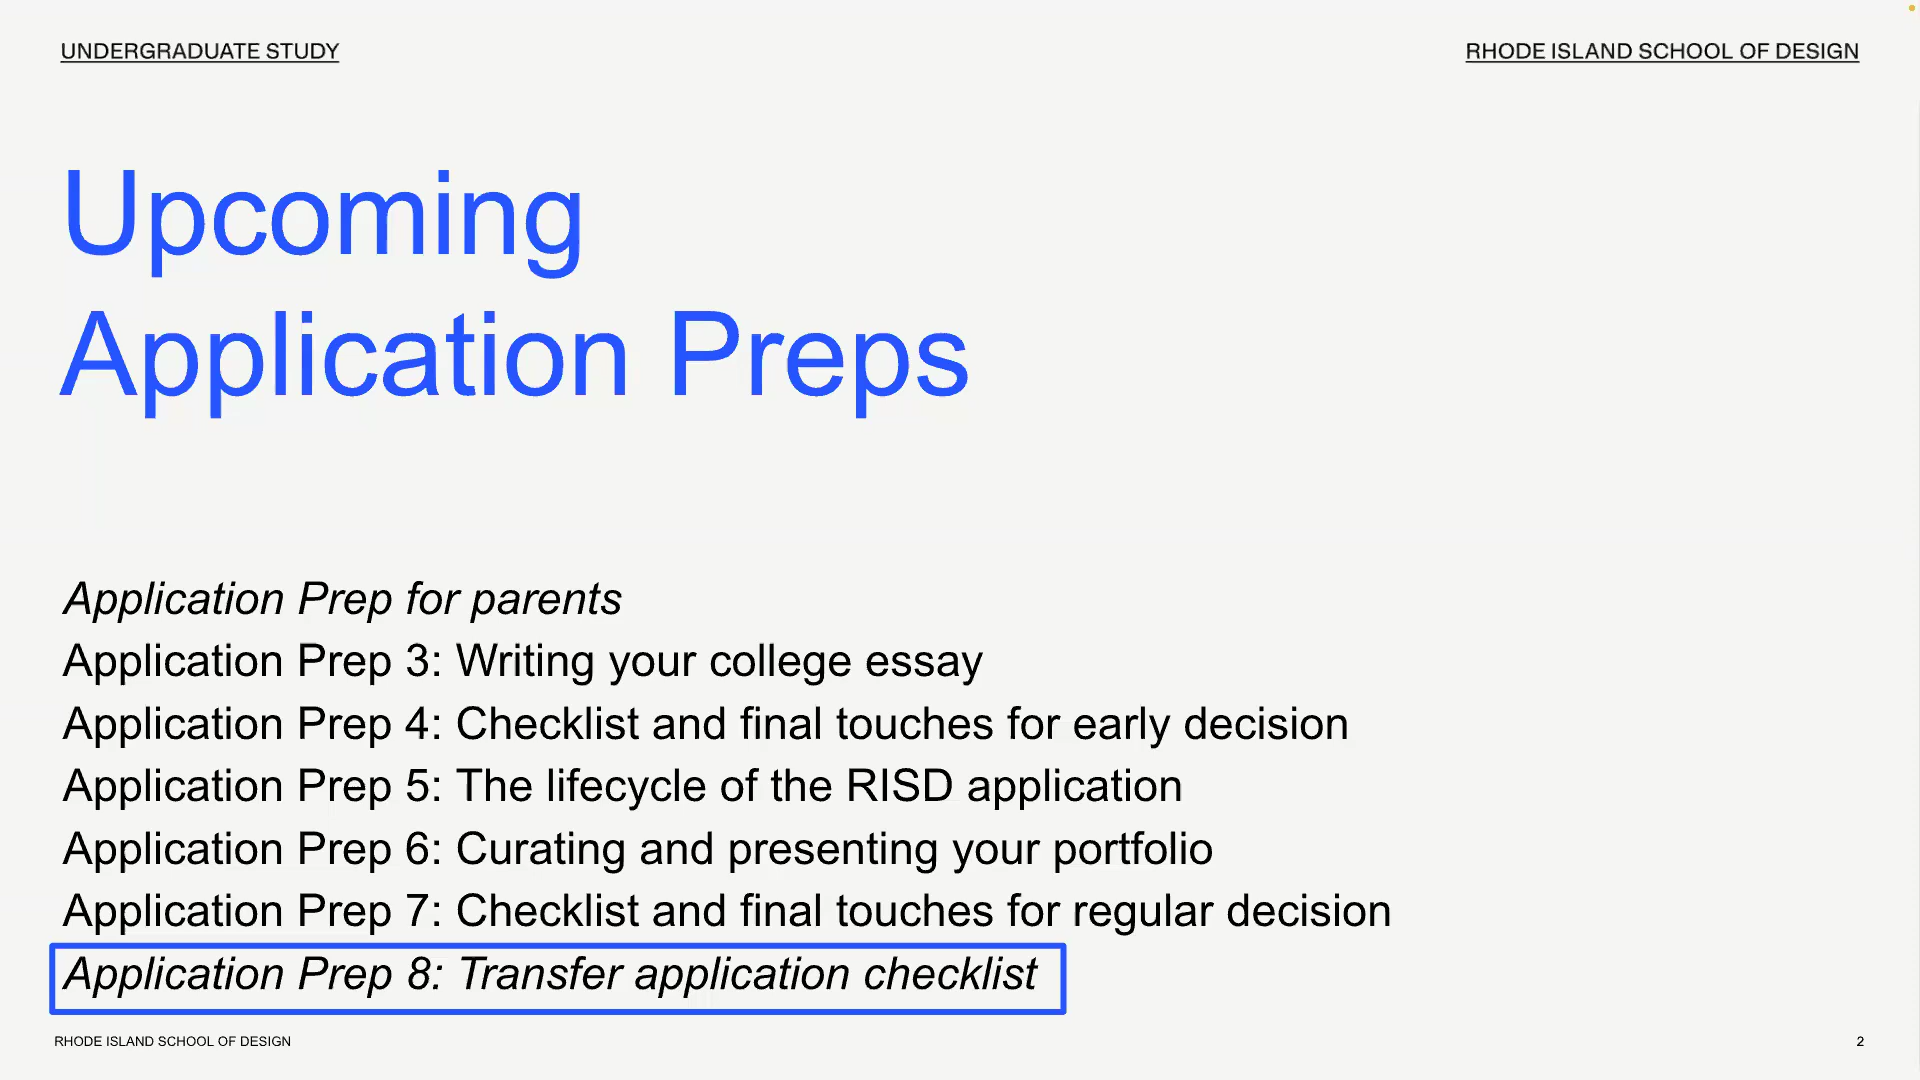 UNDERGRADUATE STUDY
RHODE ISLAND SCHOOL OF DESIGN
Upcoming
Application Preps
Application Prep for parents
Application Prep 3: Writing your college essay
Application Prep 4: Checklist and final touches for early decision
Application Prep 5: The lifecycle of the RISD application
Application Prep 6: Curating and presenting your portfolio
Application Prep 7: Checklist and final touches for regular decision
Application Prep 8: Transfer application checklist
RHODE ISLAND SCHOOL OF DESIGN
2